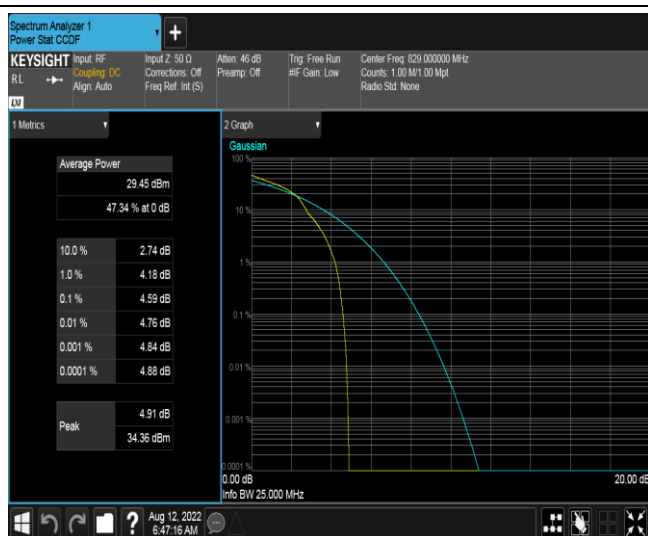 Spectrum Analyzer 1
Power Stat CCDF
+
KEYSIGHT
RL
Input: RF
Coupling: DC
Align: Auto
Input Z: 50 Ω
Corrections: Off
Freq Ref: Int (S)
Atten: 46 dB
Preamp: Off
Trig: Free Run
#IF Gain: Low
Center Freq: 829.000000 MHz
Counts: 1.00 M/1.00 Mpt
Radio Std: None
LXI
1 Metrics
Average Power
29.45 dBm
47.34 % at 0 dB
10.0 % 2.74 dB
1.0 % 4.18 dB
0.1 % 4.59 dB
0.01 % 4.76 dB
0.001 % 4.84 dB
0.0001 % 4.88 dB
Peak
4.91 dB
34.36 dBm
2 Graph
Gaussian
100 %
10 %
1 %
0.1 %
0.01 %
0.001 %
0.0001 %
0.00 dB 20.00 dB
Info BW 25.000 MHz
?
Aug 12, 2022
6:47:16 AM